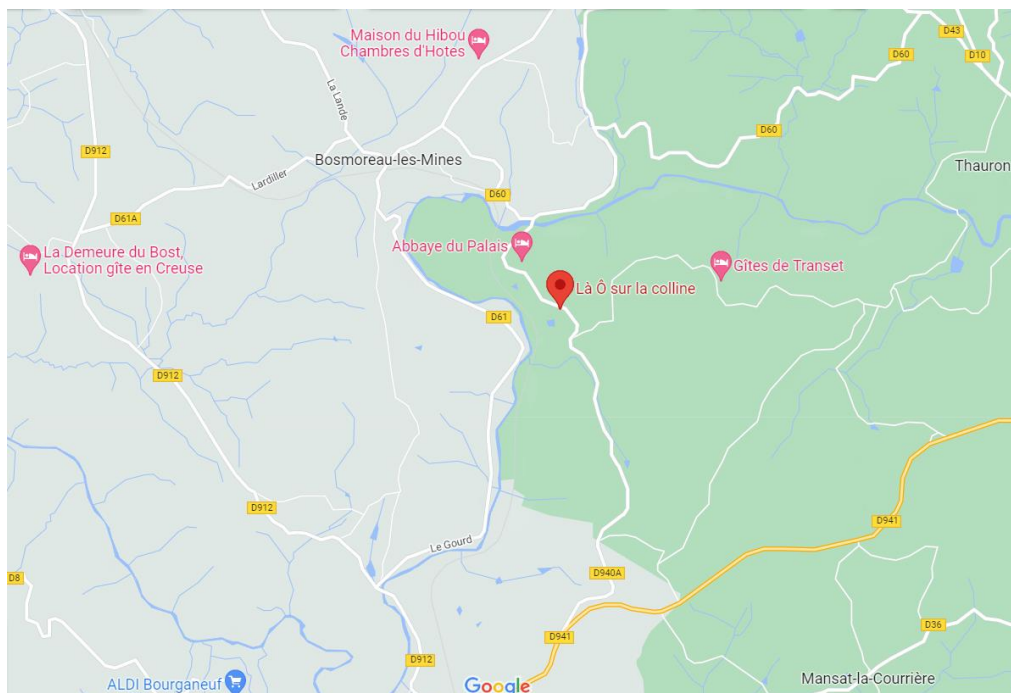 D43
Maison du Hibou
Chambres d'Hotes
D60
D10
La Lande
D60
D912
Bosmoreau-les-Mines
Thauron
Lardiller
D60
D61A
Abbaye du Palais
La Demeure du Bost,
Location gîte en Creuse
Gîtes de Transet
Là Ô sur la colline
D61
D912
D912
D941
Le Gourd
D8
D940A
D36
D941
D912
Mansat-la-Courrière
ALDI Bourganeuf
Google